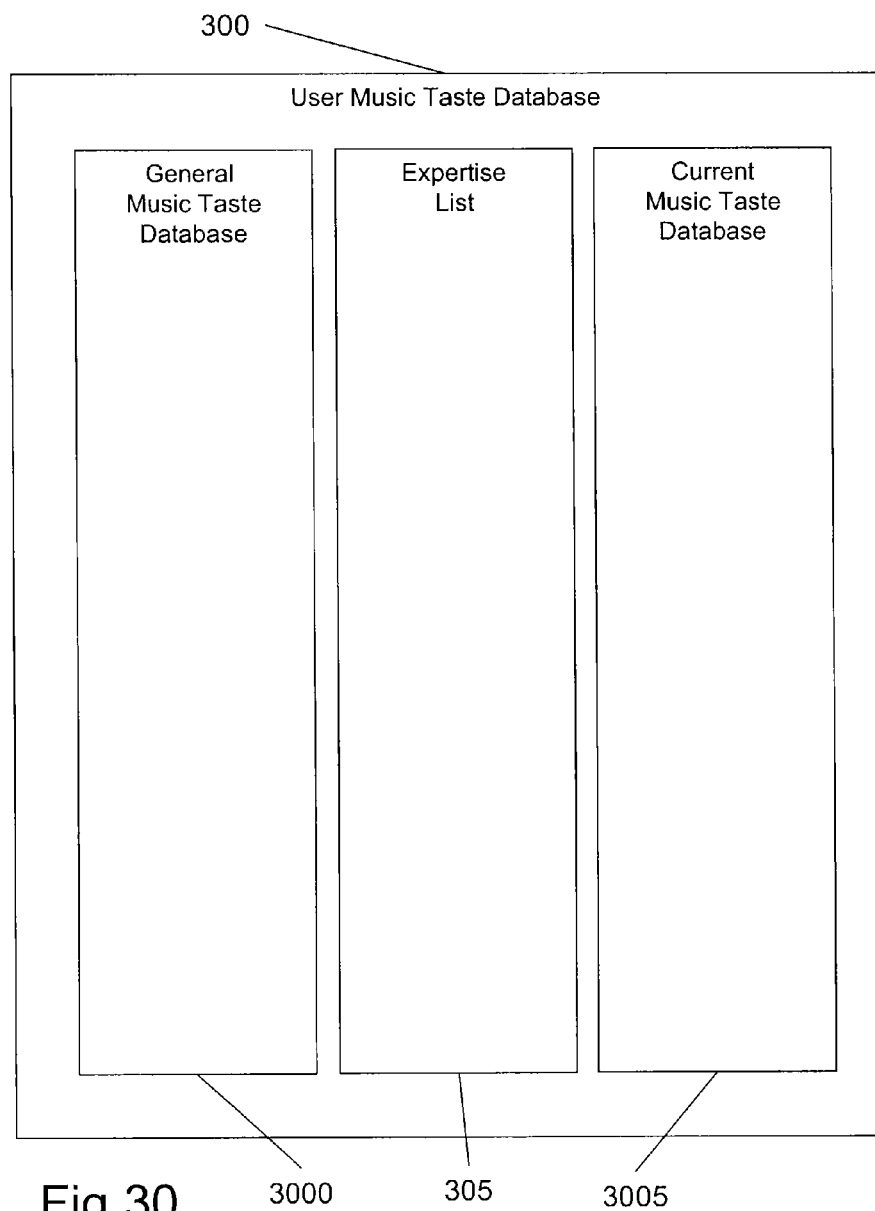 300
User Music Taste Database
General
Music Taste
Database
Expertise
List
Current
Music Taste
Database
Fig 30
3000
305
3005